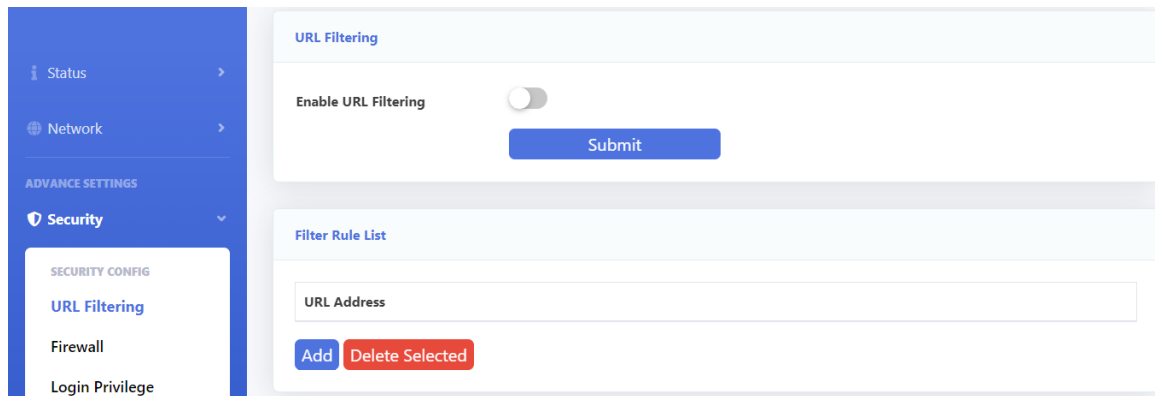 Status
Network
ADVANCE SETTINGS
Security
SECURITY CONFIG
URL Filtering
Firewall
Login Privilege
URL Filtering
Enable URL Filtering
Submit
Filter Rule List
URL Address
Add Delete Selected